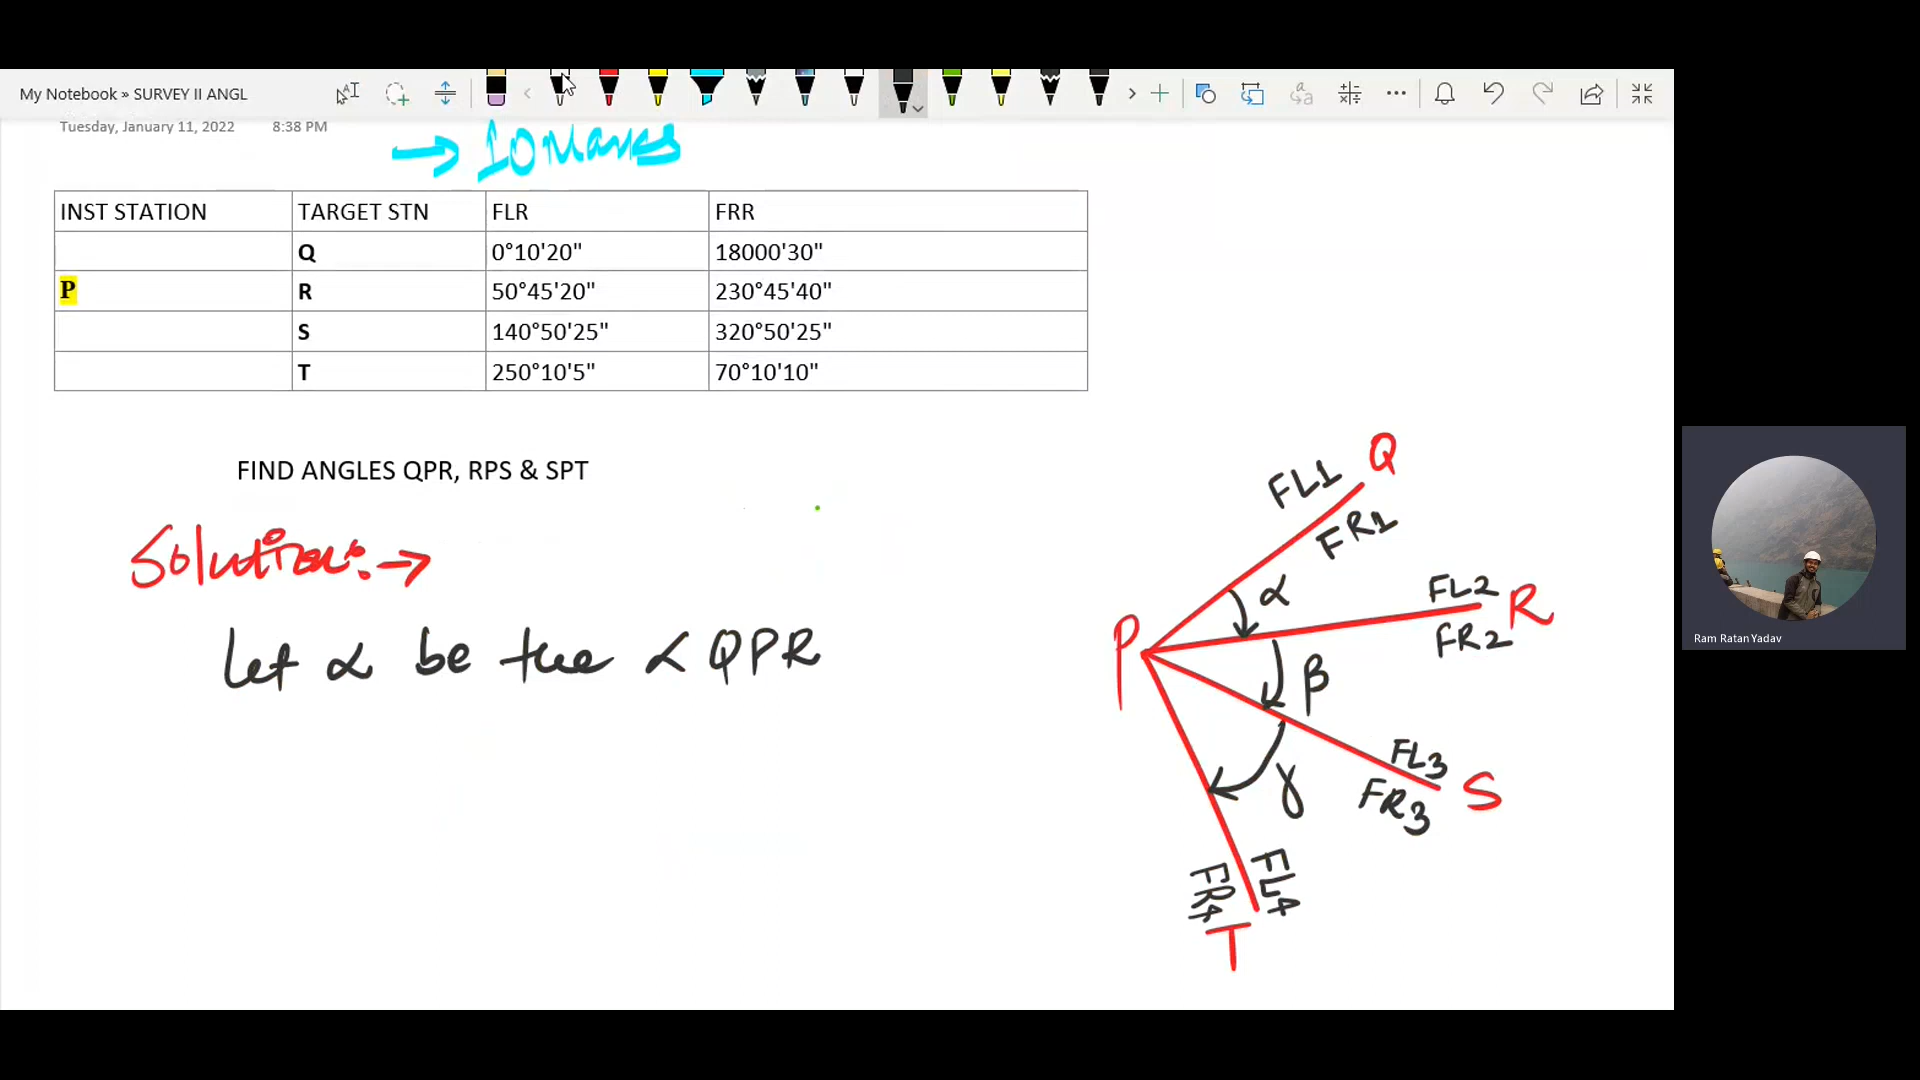 My Notebook » SURVEY II ANGL
Tuesday, January 11, 2022 8:38 PM
→ 10 Marks
INST STATION TARGET STN FLR FRR
Q 0°10'20" 18000'30"
P R 50°45'20" 230°45'40"
S 140°50'25" 320°50'25"
T 250°10'5" 70°10'10"
FIND ANGLES QPR, RPS & SPT
Solution:→
Let α be the ∠QPR
Q
FL1
FR1
α
FL2
R
FR2
P
β
FL3
FR3
S
γ
FR4
FL4
T
Ram Ratan Yadav